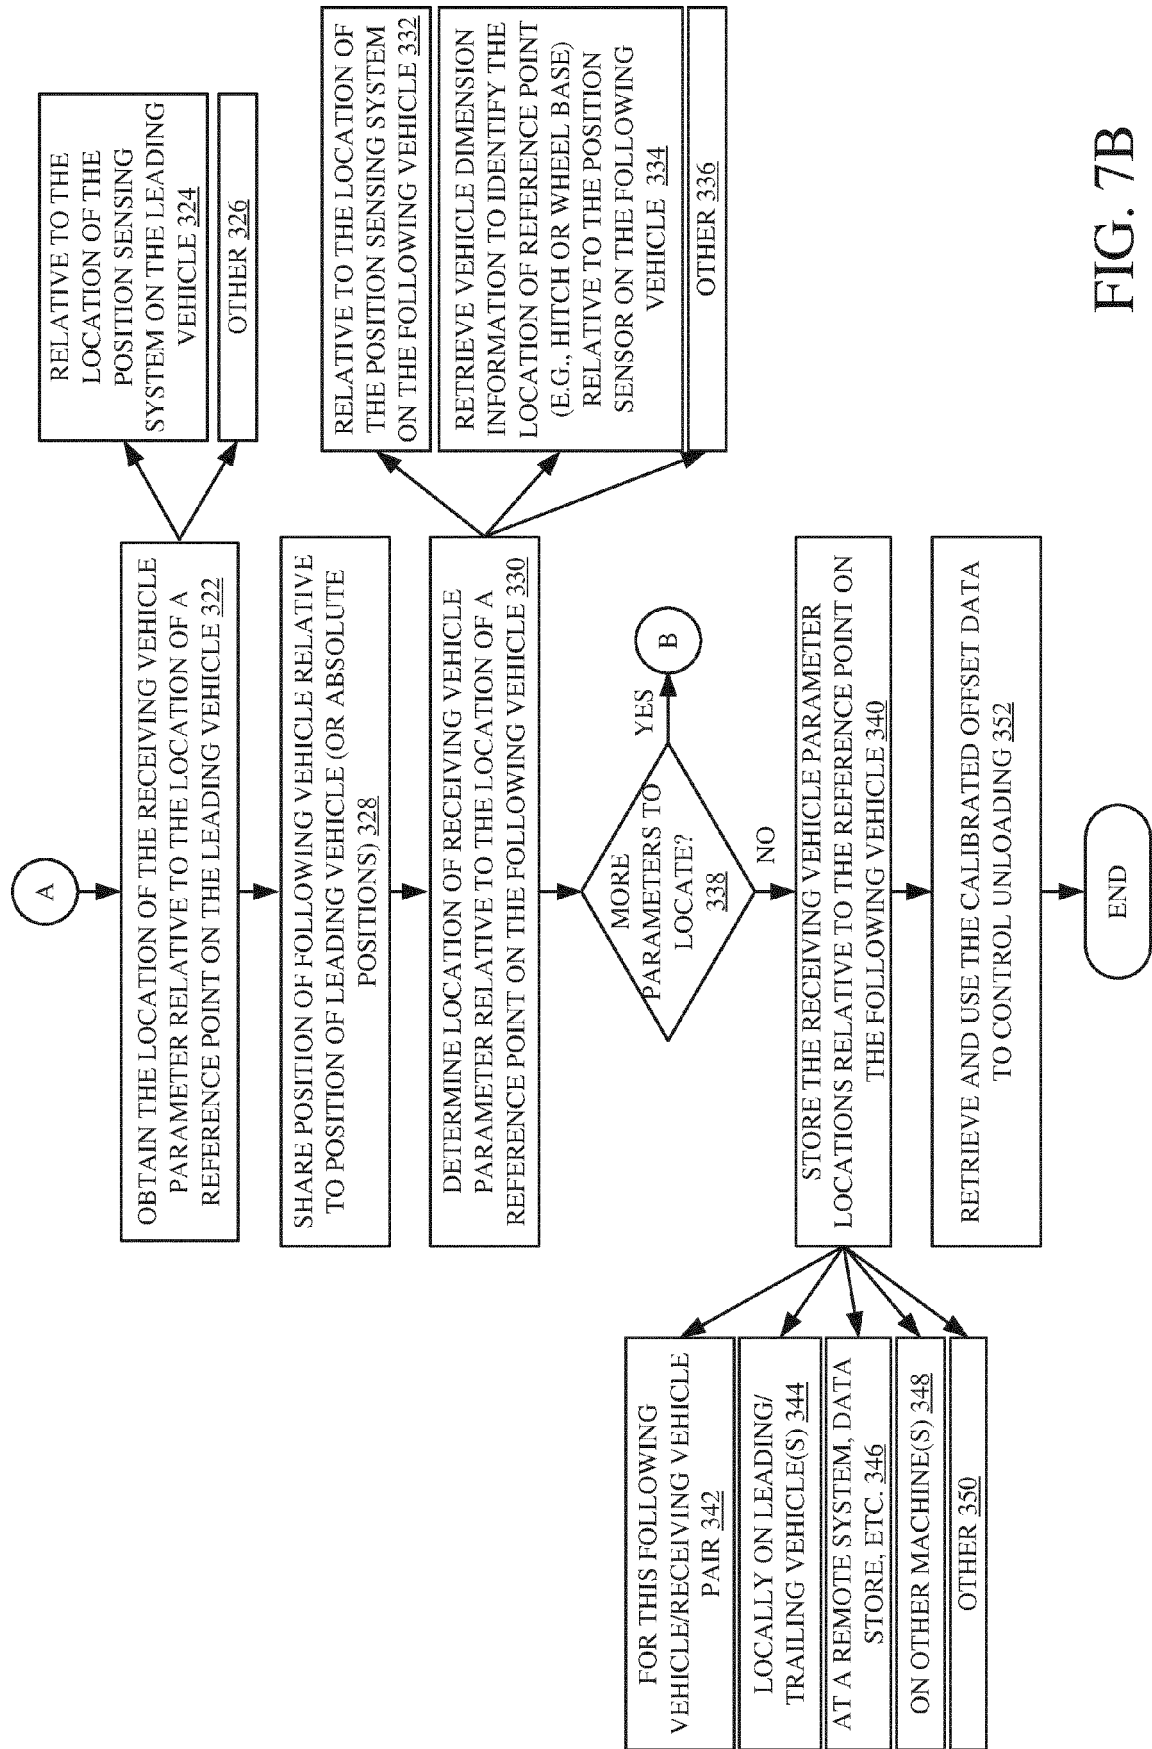 A
OBTAIN THE LOCATION OF THE RECEIVING VEHICLE
PARAMETER RELATIVE TO THE LOCATION OF A
REFERENCE POINT ON THE LEADING VEHICLE 322
RELATIVE TO THE
LOCATION OF THE
POSITION SENSING
SYSTEM ON THE LEADING
VEHICLE 324
OTHER 326
SHARE POSITION OF FOLLOWING VEHICLE RELATIVE
TO POSITION OF LEADING VEHICLE (OR ABSOLUTE
POSITIONS) 328
DETERMINE LOCATION OF RECEIVING VEHICLE
PARAMETER RELATIVE TO THE LOCATION OF A
REFERENCE POINT ON THE FOLLOWING VEHICLE 330
RELATIVE TO THE LOCATION OF
THE POSITION SENSING SYSTEM
ON THE FOLLOWING VEHICLE 332
RETRIEVE VEHICLE DIMENSION
INFORMATION TO IDENTIFY THE
LOCATION OF REFERENCE POINT
(E.G., HITCH OR WHEEL BASE)
RELATIVE TO THE POSITION
SENSOR ON THE FOLLOWING
VEHICLE 334
OTHER 336
MORE
PARAMETERS TO
LOCATE?
338
YES
B
NO
STORE THE RECEIVING VEHICLE PARAMETER
LOCATIONS RELATIVE TO THE REFERENCE POINT ON
THE FOLLOWING VEHICLE 340
FOR THIS FOLLOWING
VEHICLE/RECEIVING VEHICLE
PAIR 342
LOCALLY ON LEADING/
TRAILING VEHICLE(S) 344
AT A REMOTE SYSTEM, DATA
STORE, ETC. 346
ON OTHER MACHINE(S) 348
OTHER 350
RETRIEVE AND USE THE CALIBRATED OFFSET DATA
TO CONTROL UNLOADING 352
END
FIG. 7B